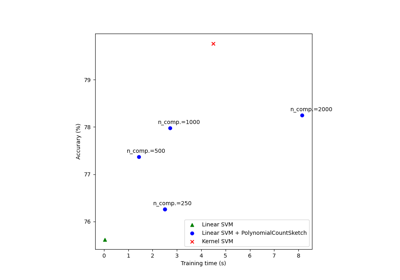 79
78
77
76
Accurary (%)
n_comp.=2000
n_comp.=1000
n_comp.=500
n_comp.=250
Linear SVM
Linear SVM + PolynomialCountSketch
Kernel SVM
0 1 2 3 4 5 6 7 8
Training time (s)